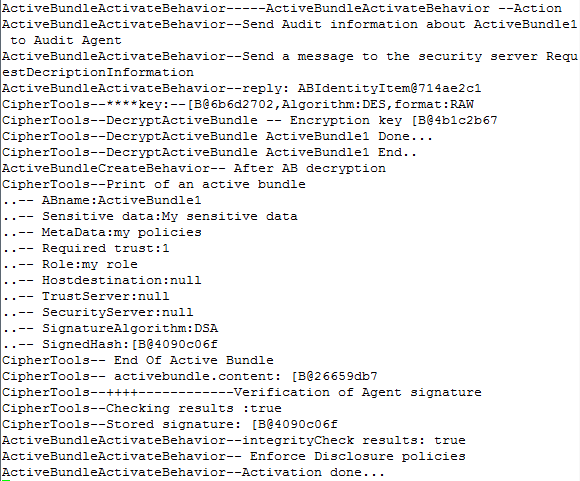 ActiveBundleActivateBehavior-----ActiveBundleActivateBehavior --Action
ActiveBundleActivateBehavior--Send Audit information about ActiveBundle1
 to Audit Agent
ActiveBundleActivateBehavior--Send a message to the security server Requ
estDecriptionInformation
ActiveBundleActivateBehavior--reply: ABIdentityItem@714ae2c1
CipherTools--****key:--[B@6b6d2702,Algorithm:DES,format:RAW
CipherTools--DecryptActiveBundle -- Encryption key [B@4b1c2b67
CipherTools--DecryptActiveBundle ActiveBundle1 Done...
CipherTools--DecryptActiveBundle ActiveBundle1 End..
ActiveBundleCreateBehavior-- After AB decryption
CipherTools--Print of an active bundle
..-- ABname:ActiveBundle1
..-- Sensitive data:My sensitive data
..-- MetaData:my policies
..-- Required trust:1
..-- Role:my role
..-- Hostdestination:null
..-- TrustServer:null
..-- SecurityServer:null
..-- SignatureAlgorithm:DSA
..-- SignedHash:[B@4090c06f
CipherTools-- End Of Active Bundle
CipherTools-- activebundle.content: [B@26659db7
CipherTools--++++------------Verification of Agent signature
CipherTools--Checking results :true
CipherTools--Stored signature: [B@4090c06f
ActiveBundleActivateBehavior--integrityCheck results: true
ActiveBundleActivateBehavior-- Enforce Disclosure policies
ActiveBundleActivateBehavior--Activation done...